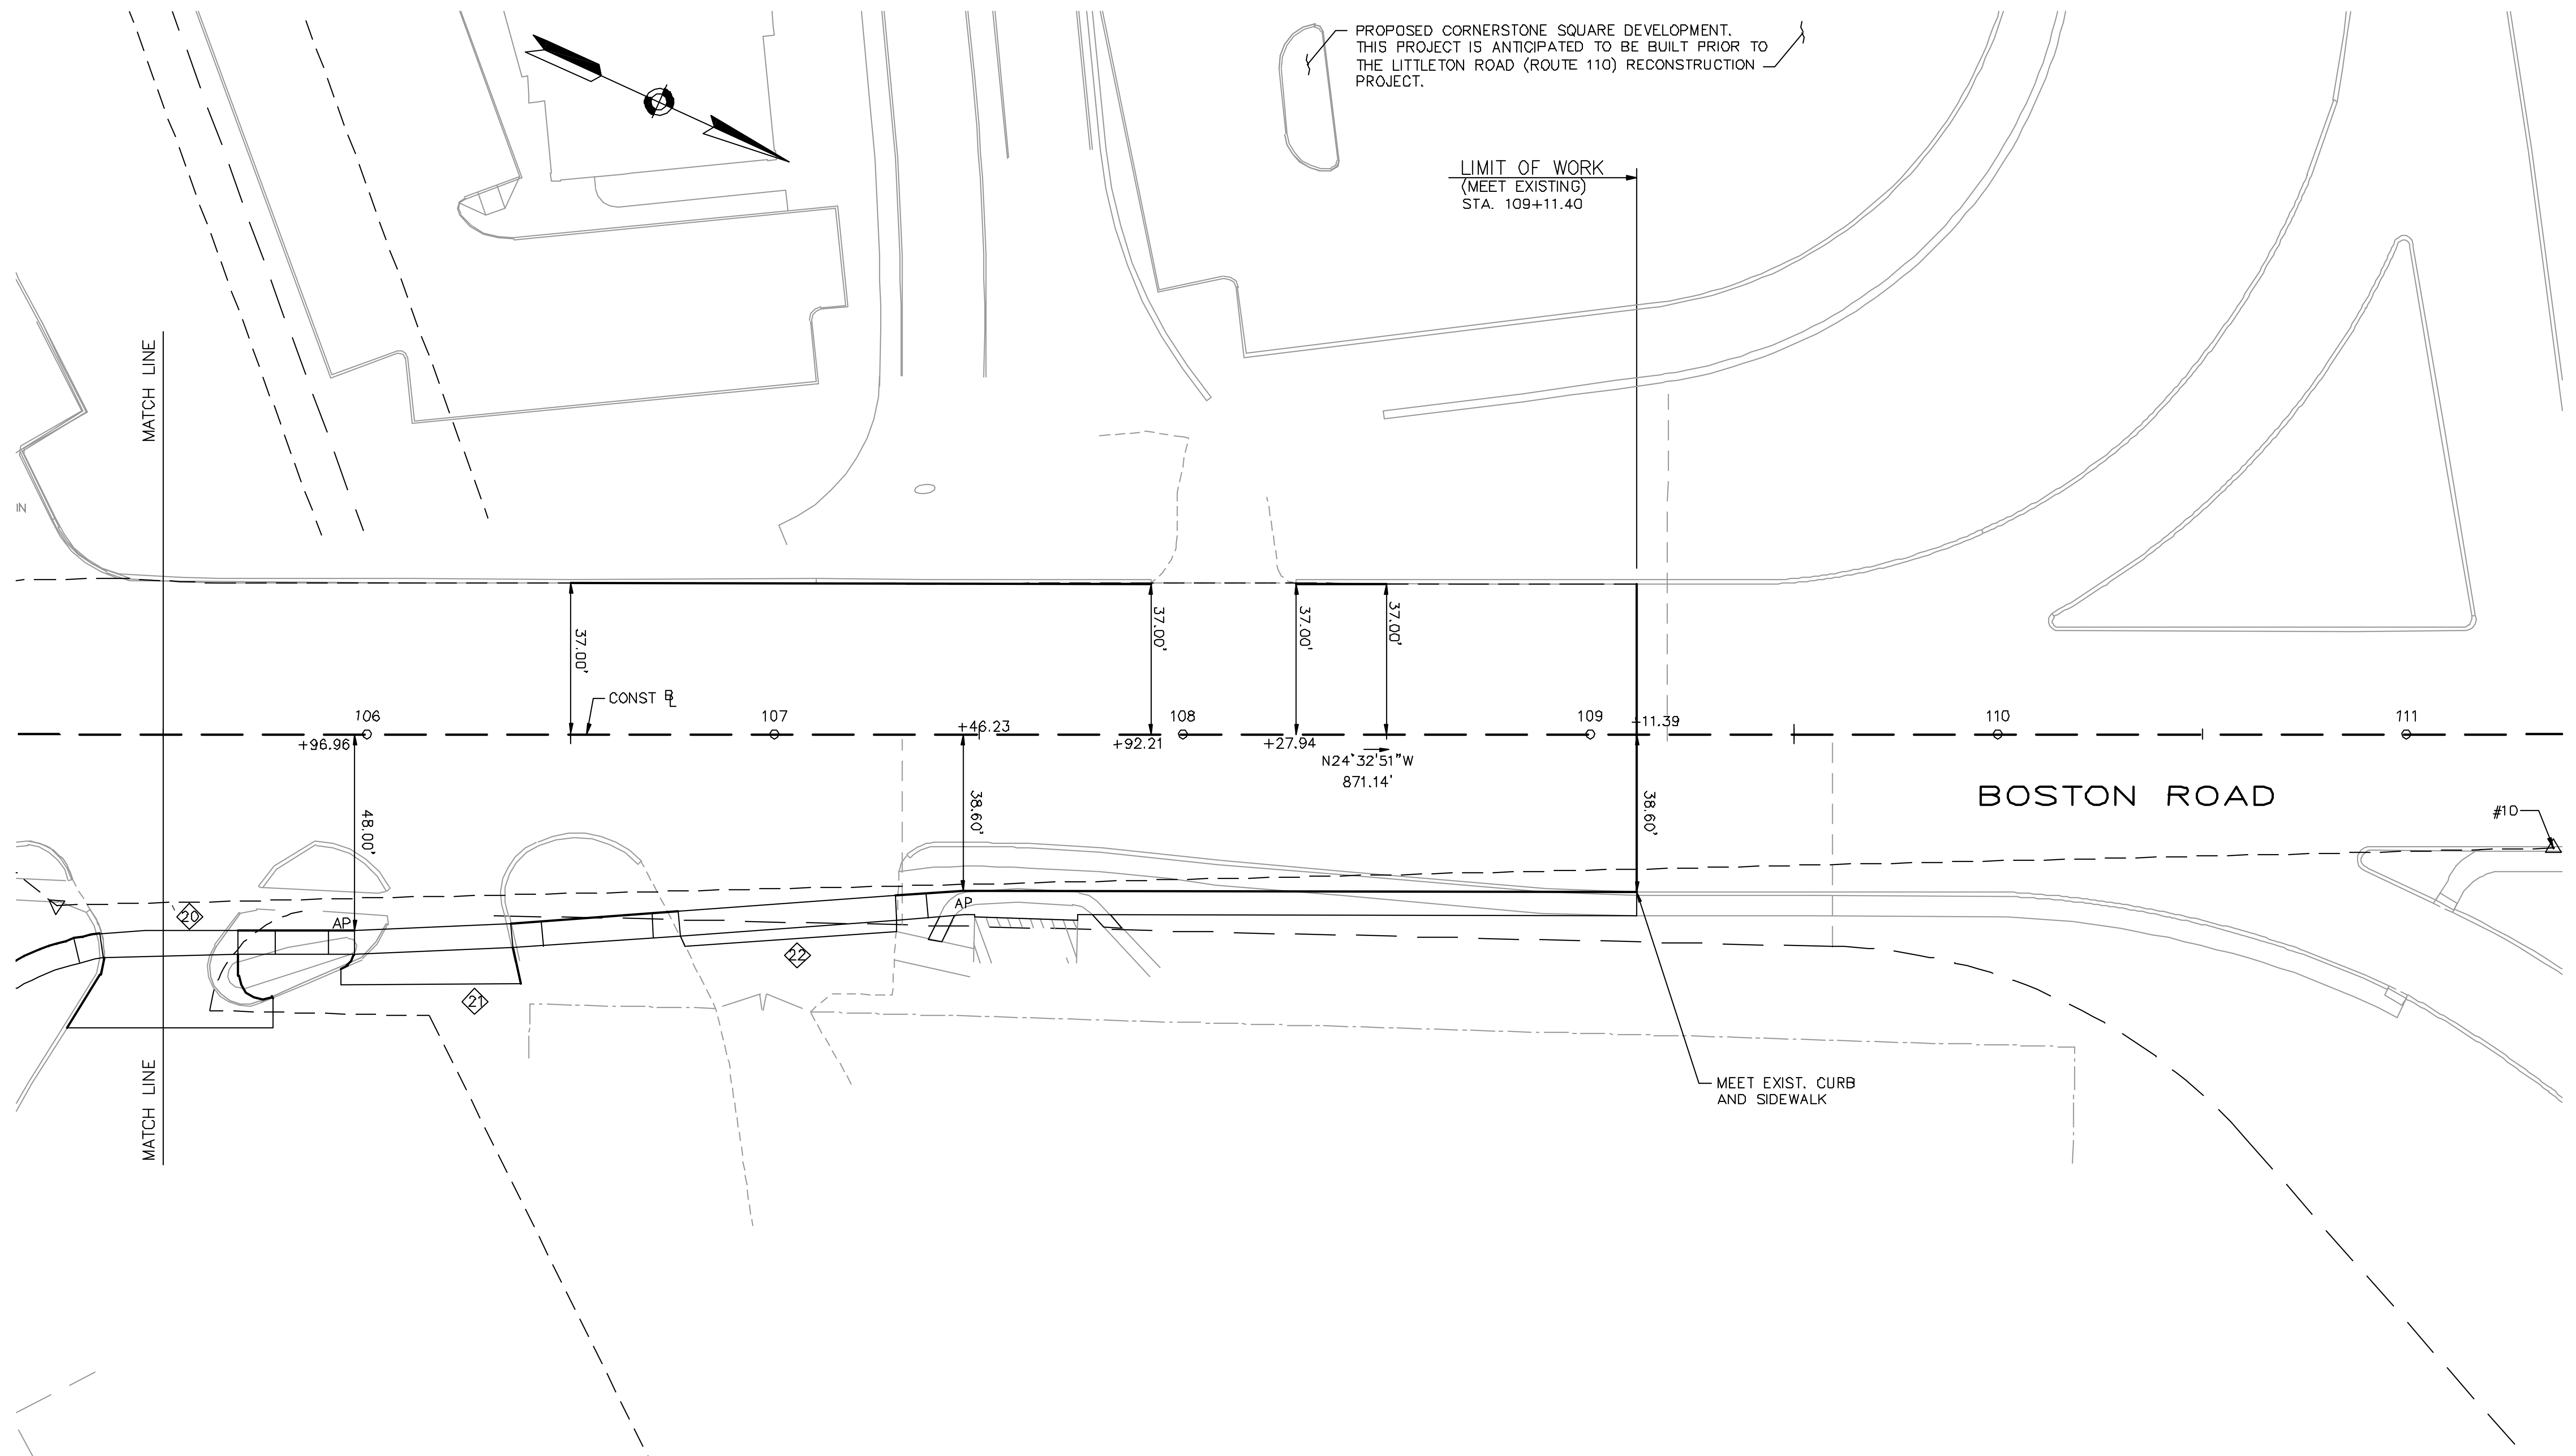 PROPOSED CORNERSTONE SQUARE DEVELOPMENT.
THIS PROJECT IS ANTICIPATED TO BE BUILT PRIOR TO
THE LITTLETON ROAD (ROUTE 110) RECONSTRUCTION
PROJECT.
LIMIT OF WORK
(MEET EXISTING)
STA. 109+11.40
MATCH LINE
IN
37.00'
37.00'
37.00'
37.00'
CONST BL
106
107
108
109
110
111
+96.96
+46.23
+92.21
+27.94
+11.39
N24°32'51"W
871.14'
BOSTON ROAD
#10
48.00'
38.60'
38.60'
20
AP
AP
22
21
MATCH LINE
MEET EXIST. CURB
AND SIDEWALK